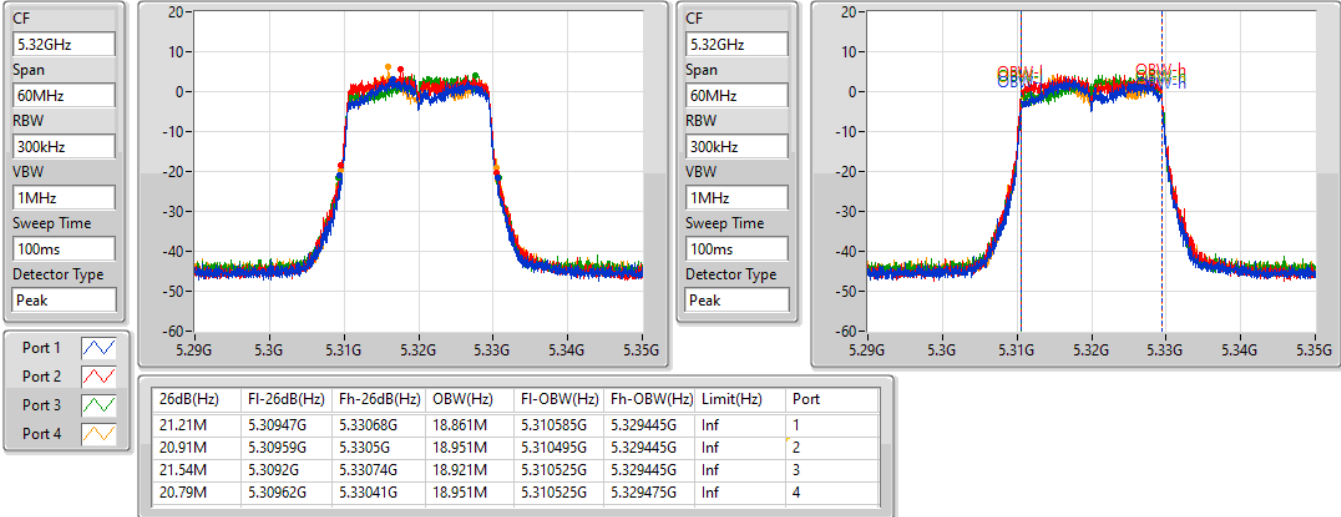 CF
5.32GHz
Span
60MHz
RBW
300kHz
VBW
1MHz
Sweep Time
100ms
Detector Type
Peak
20
10
0
-10
-20
-30
-40
-50
-60
5.29G 5.3G 5.31G 5.32G 5.33G 5.34G 5.35G
CF
5.32GHz
Span
60MHz
RBW
300kHz
VBW
1MHz
Sweep Time
100ms
Detector Type
Peak
20
10
0
-10
-20
-30
-40
-50
-60
OBW-l OBW-h
5.29G 5.3G 5.31G 5.32G 5.33G 5.34G 5.35G
Port 1
Port 2
Port 3
Port 4
26dB(Hz) Fl-26dB(Hz) Fh-26dB(Hz) OBW(Hz) Fl-OBW(Hz) Fh-OBW(Hz) Limit(Hz) Port
21.21M 5.30947G 5.33068G 18.861M 5.310585G 5.329445G Inf 1
20.91M 5.30959G 5.3305G 18.951M 5.310495G 5.329445G Inf 2
21.54M 5.3092G 5.33074G 18.921M 5.310525G 5.329445G Inf 3
20.79M 5.30962G 5.33041G 18.951M 5.310525G 5.329475G Inf 4